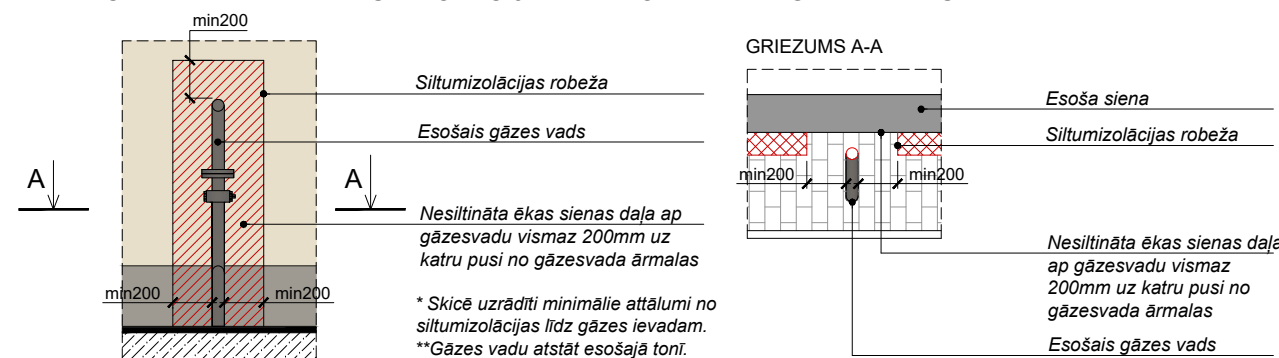 min200
Siltumizolācijas robeža
Esošais gāzes vads
A
A
Nesiltināta ēkas sienas daļa ap
gāzesvadu vismaz 200mm uz
katru pusi no gāzesvada ārmalas
min200
min200
* Skicē uzrādīti minimālie attālumi no
siltumizolācijas līdz gāzes ievadam.
**Gāzes vadu atstāt esošajā tonī.
GRIEZUMS A-A
Esoša siena
Siltumizolācijas robeža
min200
min200
Nesiltināta ēkas sienas daļa
ap gāzesvadu vismaz
200mm uz katru pusi no
gāzesvada ārmalas
Esošais gāzes vads